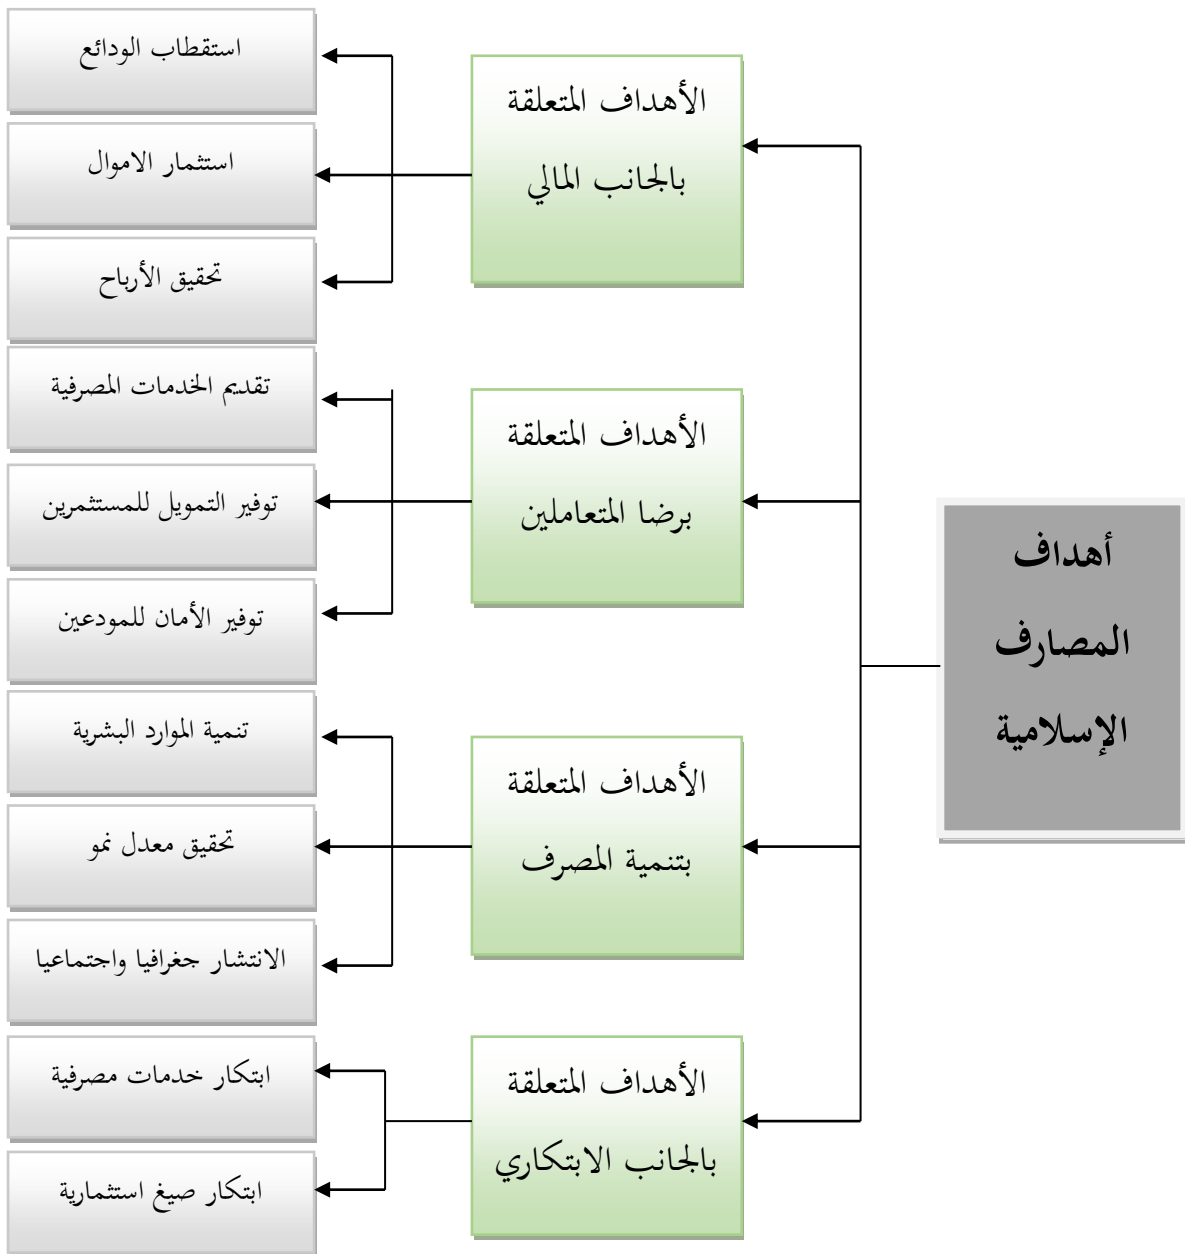 أهداف
المصارف
الإسلامية
الأهداف المتعلقة
بالجانب المالي
استقطاب الودائع
استثمار الاموال
تحقيق الأرباح
الأهداف المتعلقة
برضا المتعاملين
تقديم الخدمات المصرفية
توفير التمويل للمستثمرين
توفير الأمان للمودعين
الأهداف المتعلقة
بتنمية المصرف
تنمية الموارد البشرية
تحقيق معدل نمو
الانتشار جغرافيا واجتماعيا
الأهداف المتعلقة
بالجانب الابتكاري
ابتكار خدمات مصرفية
ابتكار صيغ استثمارية